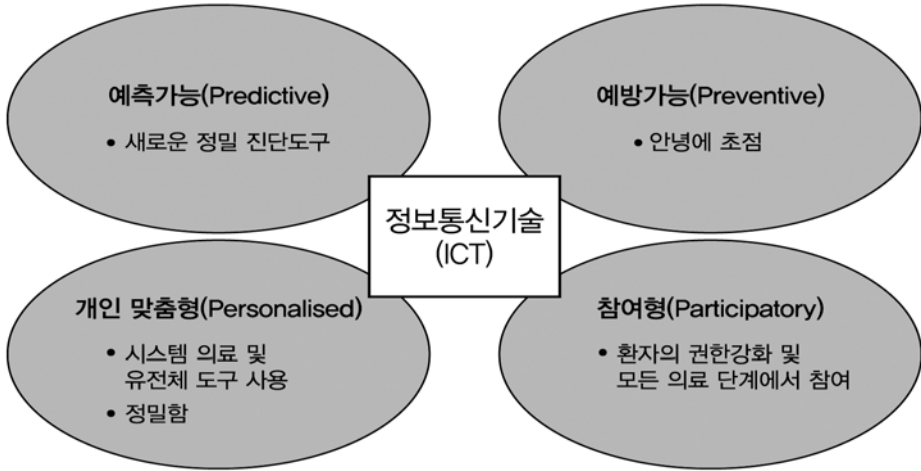 예측가능(Predictive)
• 새로운 정밀 진단도구
예방가능(Preventive)
• 안녕에 초점
정보통신기술
(ICT)
개인 맞춤형(Personalised)
• 시스템 의료 및
유전체 도구 사용
• 정밀함
참여형(Participatory)
• 환자의 권한강화 및
모든 의료 단계에서 참여